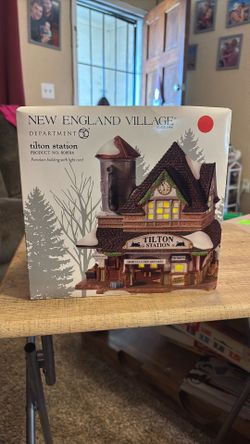 NEW ENGLAND VILLAGE
DEPARTMENT 56
tilton station
Porcelain building with light cord
TILTON
STATION